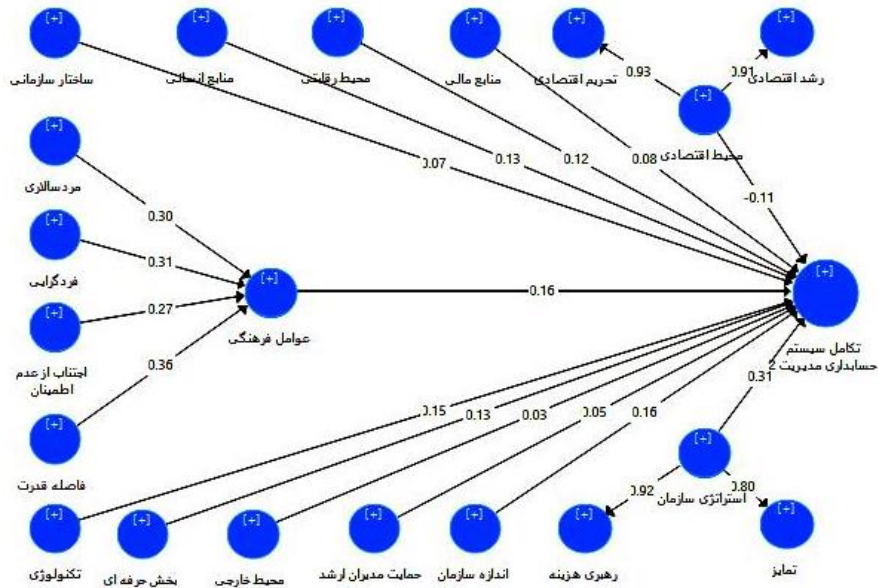 [+] [+] [+] [+] [+] [+]
ساختار سازمانی
منابع انسانی
محیط رقابتی
منابع مالی
تحریم اقتصادی
رشد اقتصادی
0.93
0.91
[+]
محیط اقتصادی
[+]
مردسالاری
0.07
0.13
0.12
0.08
-0.11
0.30
[+]
فردگرایی
0.31
[+]
عوامل فرهنگی
0.16
[+]
تکامل سیستم
حسابداری مدیریت 2
[+]
اجتناب از عدم
اطمینان
0.27
0.36
[+]
فاصله قدرت
0.15
0.13
0.03
0.05
0.16
0.31
[+]
استراتژی سازمان
0.92
0.80
[+] [+] [+] [+] [+] [+] [+]
تکنولوژی
بخش حرفه ای
محیط خارجی
حمایت مدیران ارشد
اندازه سازمان
رهبری هزینه
تمایز